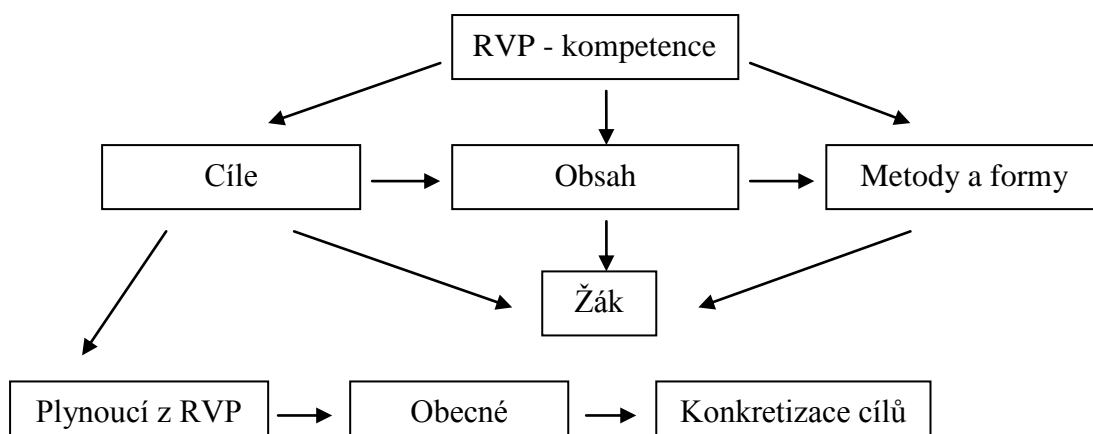 RVP - kompetence
Cíle
Obsah
Metody a formy
Žák
Plynoucí z RVP
Obecné
Konkretizace cílů